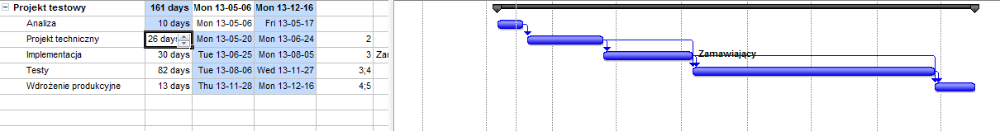 Projekt testowy 161 days Mon 13-05-06 Mon 13-12-16
Analiza 10 days Mon 13-05-06 Fri 13-05-17
Projekt techniczny 26 days Mon 13-05-20 Mon 13-06-24 2
Implementacja 30 days Tue 13-06-25 Mon 13-08-05 3 Zamawiający
Testy 82 days Tue 13-08-06 Wed 13-11-27 3;4
Wdrożenie produkcyjne 13 days Thu 13-11-28 Mon 13-12-16 4;5